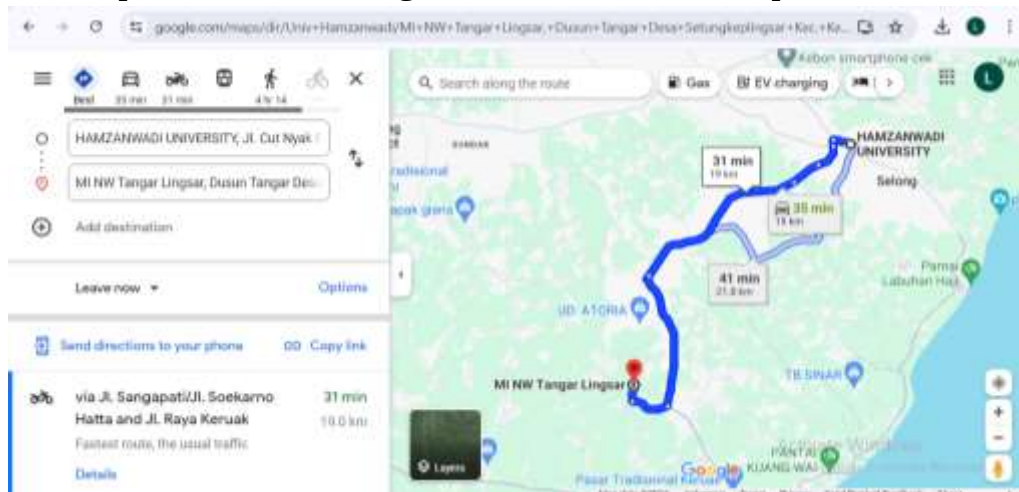 google.com/maps/dir/Univ+Hamzanwadi/MI+NW+Tangar+Lingsar,+Dusun+Tangar+Desa+Setungkeplingsar+Kec.+Ke...
Best
35 min
31 min
HAMZANWADI UNIVERSITY, Jl. Cut Nyak
MI NW Tangar Lingsar, Dusun Tangar Des
Add destination
Leave now
Options
Send directions to your phone
Copy link
via Jl. Sangapati/Jl. Soekarno
Hatta and Jl. Raya Keruak
31 min
19.0 km
Fastest route, the usual traffic
Details
Search along the route
Gas
EV charging
L
HAMZANWADI
UNIVERSITY
Selong
31 min
19 km
35 min
19 km
41 min
21.8 km
Labuhan Haji
UD. ATORIA
MI NW Tangar Lingsar
TB SINAR
Layers
Google
PANTAI
KUANG WAI
Pasar Tradisional Keruak